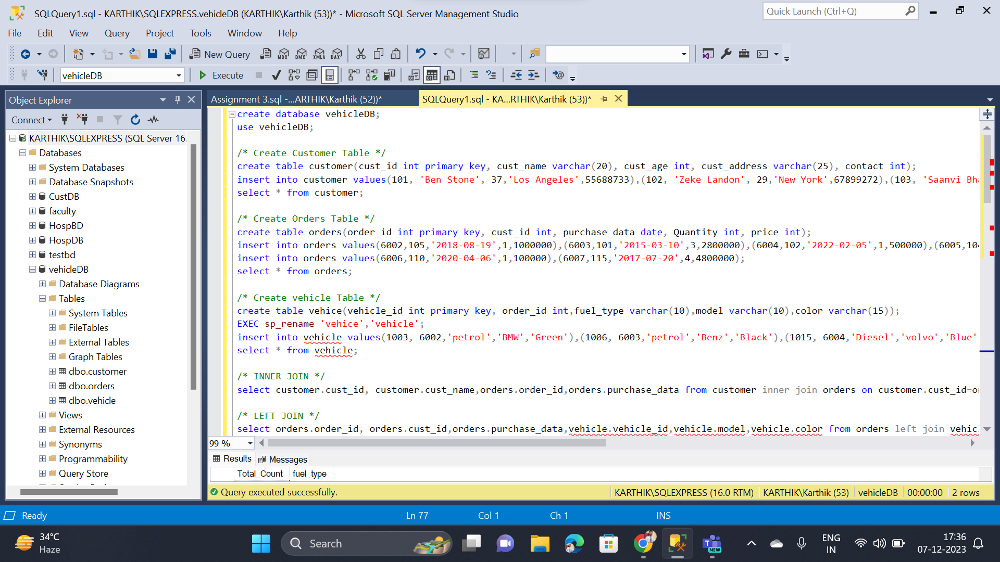 SQLQuery1.sql - KARTHIK\SQLEXPRESS.vehicleDB (KARTHIK\Karthik (53))* - Microsoft SQL Server Management Studio
Quick Launch (Ctrl+Q)
File Edit View Query Project Tools Window Help
New Query MDX DMX XMLA DAX
vehicleDB Execute
Object Explorer
Connect
KARTHIK\SQLEXPRESS (SQL Server 16.
Databases
System Databases
Database Snapshots
CustDB
faculty
HospBD
HospDB
testbd
vehicleDB
Database Diagrams
Tables
System Tables
FileTables
External Tables
Graph Tables
dbo.customer
dbo.orders
dbo.vehicle
Views
External Resources
Synonyms
Programmability
Query Store
Assignment 3.sql -...ARTHIK\Karthik (52))* SQLQuery1.sql - KA...RTHIK\Karthik (53))*
create database vehicleDB;
use vehicleDB;
/* Create Customer Table */
create table customer(cust_id int primary key, cust_name varchar(20), cust_age int, cust_address varchar(25), contact int);
insert into customer values(101, 'Ben Stone', 37,'Los Angeles',55688733),(102, 'Zeke Landon', 29,'New York',67899272),(103, 'Saanvi Bh
select * from customer;
/* Create Orders Table */
create table orders(order_id int primary key, cust_id int, purchase_data date, Quantity int, price int);
insert into orders values(6002,105,'2018-08-19',1,1000000),(6003,101,'2015-03-10',3,2800000),(6004,102,'2022-02-05',1,500000),(6005,104
insert into orders values(6006,110,'2020-04-06',1,100000),(6007,115,'2017-07-20',4,4800000);
select * from orders;
/* Create vehicle Table */
create table vehice(vehicle_id int primary key, order_id int,fuel_type varchar(10),model varchar(10),color varchar(15));
EXEC sp_rename 'vehice','vehicle';
insert into vehicle values(1003, 6002,'petrol','BMW','Green'),(1006, 6003,'petrol','Benz','Black'),(1015, 6004,'Diesel','volvo','Blue'
select * from vehicle;
/* INNER JOIN */
select customer.cust_id, customer.cust_name,orders.order_id,orders.purchase_data from customer inner join orders on customer.cust_id=o
/* LEFT JOIN */
select orders.order_id, orders.cust_id,orders.purchase_data,vehicle.vehicle_id,vehicle.model,vehicle.color from orders left join vehic
99 %
Results Messages
Total_Count fuel_type
Query executed successfully. KARTHIK\SQLEXPRESS (16.0 RTM) KARTHIK\Karthik (53) vehicleDB 00:00:00 2 rows
Ready Ln 77 Col 1 Ch 1 INS
34°C
Haze
Search
NEW
ENG
IN
17:36
07-12-2023